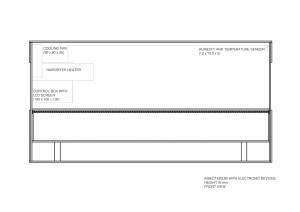 COOLING FAN
HUMIDITY AND TEMPERATURE SENSOR
HAIRDRYER HEATER
CONTROL BOX WITH
LCD SCREEN
INSECTARIUM WITH ELECTRONIC DEVICES
FRONT VIEW